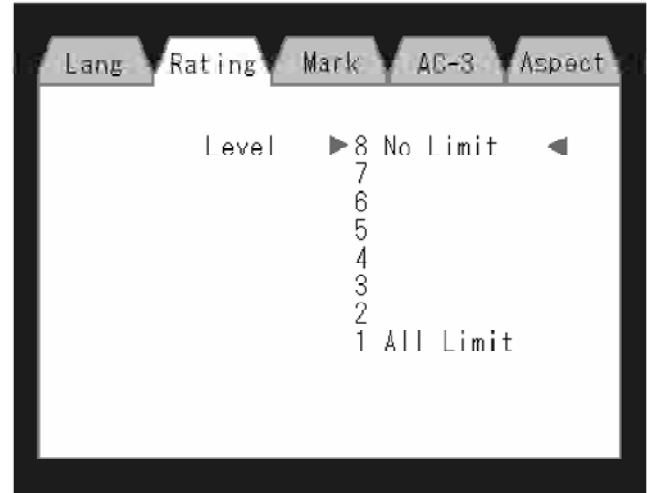 Lang Rating Mark AC-3 Aspect
Level ▶ 8 No Limit ◀
7
6
5
4
3
2
1 All Limit